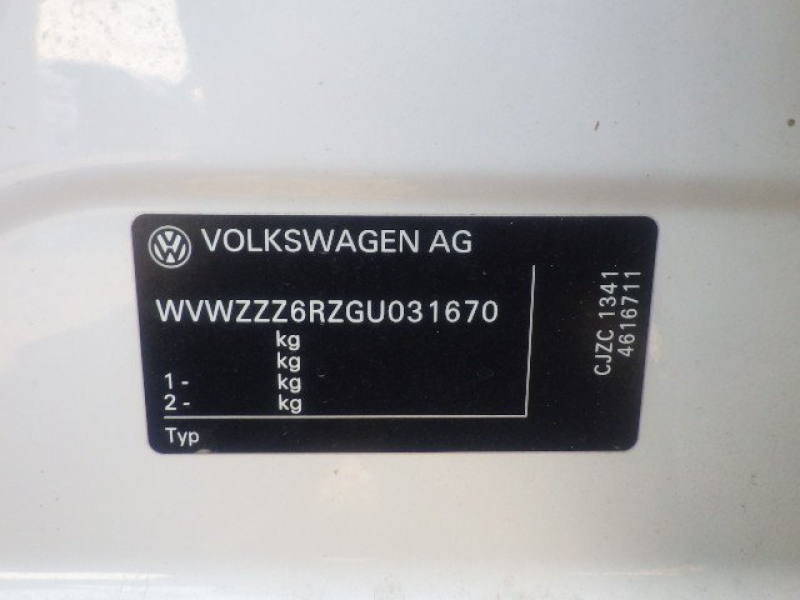 VOLKSWAGEN AG
WVWZZZ6RZGU031670
kg
kg
1 - kg
2 - kg
Typ
CJZC 1341
4616711